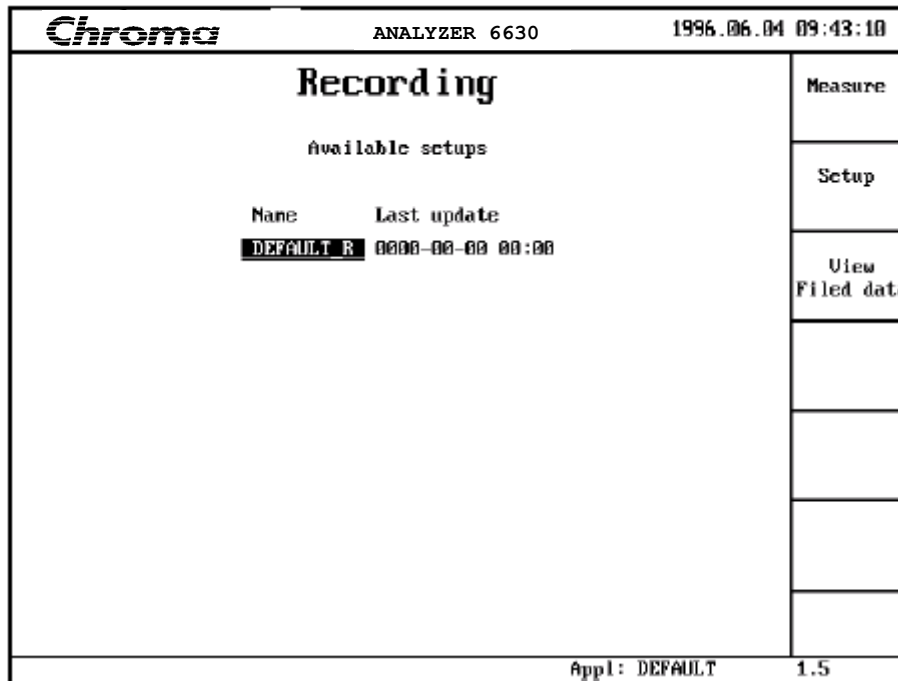 Chroma ANALYZER 6630 1996.06.04 09:43:10
Recording
Available setups
Name Last update
DEFAULT_R 0000-00-00 00:00
Measure
Setup
View
Filed dat
Appl: DEFAULT 1.5